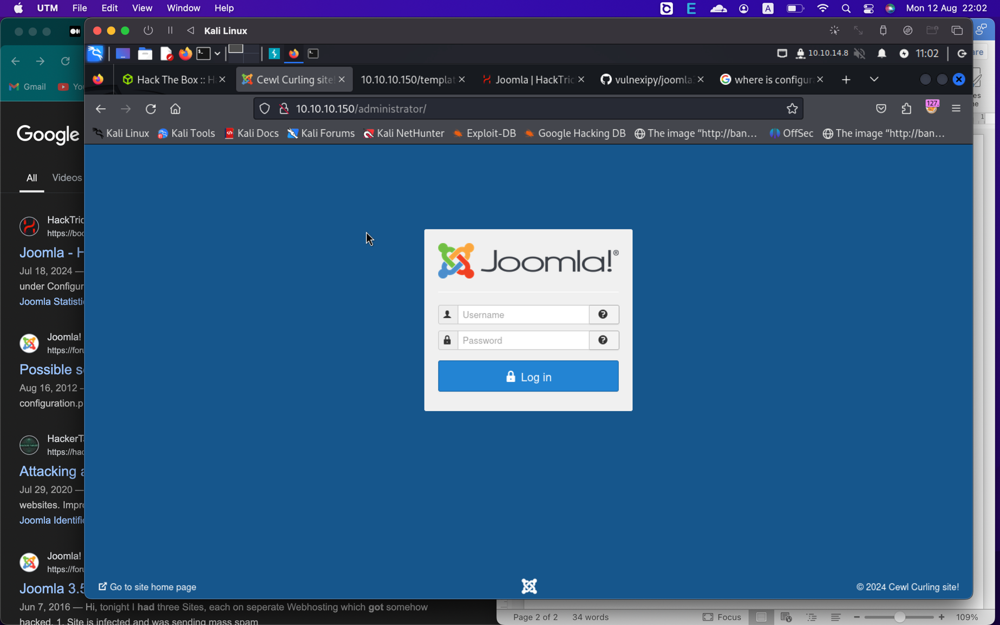 UTM File Edit View Window Help
A Mon 12 Aug 22:02
Kali Linux
10.10.14.8 11:02
Hack The Box :: H
Cewl Curling site!
10.10.10.150/templat
Joomla | HackTric
vulnexipy/joomla
where is configur
10.10.10.150/administrator/
127.
Kali Linux
Kali Tools
Kali Docs
Kali Forums
Kali NetHunter
Exploit-DB
Google Hacking DB
The image “http://ban...
OffSec
The image “http://ban...
Joomla!®
Username
Password
Log in
Go to site home page
© 2024 Cewl Curling site!
Gmail
You
Google
All Videos
HackTric
https://boo
Joomla - H
Jul 18, 2024 —
under Configur
Joomla Statisti
Joomla!
https://foru
Possible s
Aug 16, 2012 -
configuration.p
HackerTa
https://hac
Attacking a
Jul 29, 2020 —
websites. Impro
Joomla Identifi
Joomla!
https://foru
Joomla 3.5
Jun 7, 2016 — Hi, tonight I had three Sites, each on seperate Webhosting which got somehow
hacked. 1. Site is infected and was sending mass spam
are
es
ne
1
Page 2 of 2 34 words Focus 109%